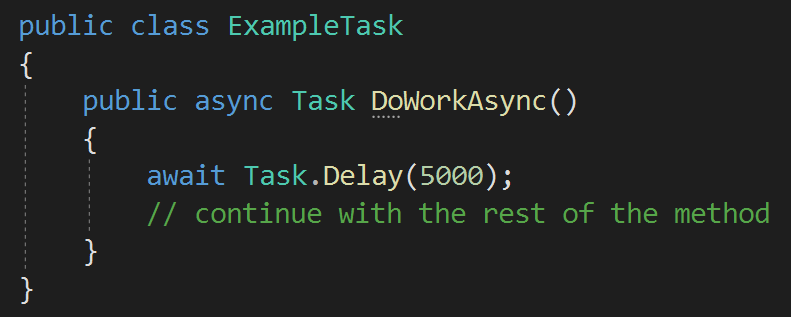 public class ExampleTask
{
public async Task DoWorkAsync()
{
await Task.Delay(5000);
// continue with the rest of the method
}
}